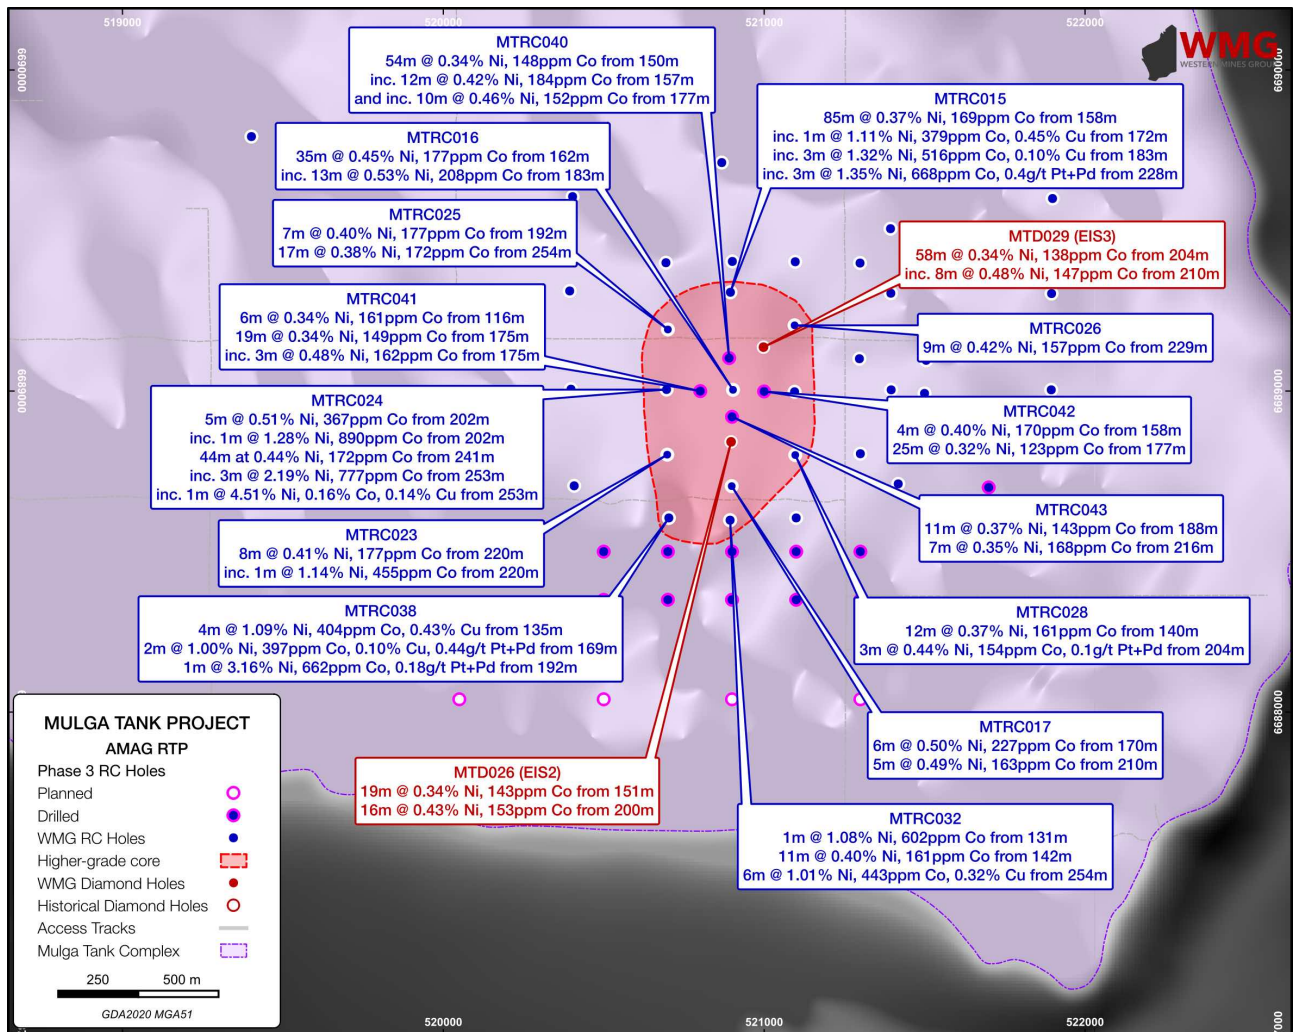 519000
520000
521000
522000
6690000
6690000
WMG
WESTERN MINES GROUP
MTRC040
54m @ 0.34% Ni, 148ppm Co from 150m
inc. 12m @ 0.42% Ni, 184ppm Co from 157m
and inc. 10m @ 0.46% Ni, 152ppm Co from 177m
MTRC015
85m @ 0.37% Ni, 169ppm Co from 158m
inc. 1m @ 1.11% Ni, 379ppm Co, 0.45% Cu from 172m
inc. 3m @ 1.32% Ni, 516ppm Co, 0.10% Cu from 183m
inc. 3m @ 1.35% Ni, 668ppm Co, 0.4g/t Pt+Pd from 228m
MTRC016
35m @ 0.45% Ni, 177ppm Co from 162m
inc. 13m @ 0.53% Ni, 208ppm Co from 183m
MTRC025
7m @ 0.40% Ni, 177ppm Co from 192m
17m @ 0.38% Ni, 172ppm Co from 254m
MTD029 (EIS3)
58m @ 0.34% Ni, 138ppm Co from 204m
inc. 8m @ 0.48% Ni, 147ppm Co from 210m
MTRC041
6m @ 0.34% Ni, 161ppm Co from 116m
19m @ 0.34% Ni, 149ppm Co from 175m
inc. 3m @ 0.48% Ni, 162ppm Co from 175m
MTRC026
9m @ 0.42% Ni, 157ppm Co from 229m
6689000
6689000
MTRC024
5m @ 0.51% Ni, 367ppm Co from 202m
inc. 1m @ 1.28% Ni, 890ppm Co from 202m
44m at 0.44% Ni, 172ppm Co from 241m
inc. 3m @ 2.19% Ni, 777ppm Co from 253m
inc. 1m @ 4.51% Ni, 0.16% Co, 0.14% Cu from 253m
MTRC042
4m @ 0.40% Ni, 170ppm Co from 158m
25m @ 0.32% Ni, 123ppm Co from 177m
MTRC043
11m @ 0.37% Ni, 143ppm Co from 188m
7m @ 0.35% Ni, 168ppm Co from 216m
MTRC023
8m @ 0.41% Ni, 177ppm Co from 220m
inc. 1m @ 1.14% Ni, 455ppm Co from 220m
MTRC038
4m @ 1.09% Ni, 404ppm Co, 0.43% Cu from 135m
2m @ 1.00% Ni, 397ppm Co, 0.10% Cu, 0.44g/t Pt+Pd from 169m
1m @ 3.16% Ni, 662ppm Co, 0.18g/t Pt+Pd from 192m
MTRC028
12m @ 0.37% Ni, 161ppm Co from 140m
3m @ 0.44% Ni, 154ppm Co, 0.1g/t Pt+Pd from 204m
6688000
MTRC017
6m @ 0.50% Ni, 227ppm Co from 170m
5m @ 0.49% Ni, 163ppm Co from 210m
MTD026 (EIS2)
19m @ 0.34% Ni, 143ppm Co from 151m
16m @ 0.43% Ni, 153ppm Co from 200m
MTRC032
1m @ 1.08% Ni, 602ppm Co from 131m
11m @ 0.40% Ni, 161ppm Co from 142m
6m @ 1.01% Ni, 443ppm Co, 0.32% Cu from 254m
MULGA TANK PROJECT
AMAG RTP
Phase 3 RC Holes
Planned
Drilled
WMG RC Holes
Higher-grade core
WMG Diamond Holes
Historical Diamond Holes
Access Tracks
Mulga Tank Complex
250 500 m
GDA2020 MGA51
520000
521000
522000